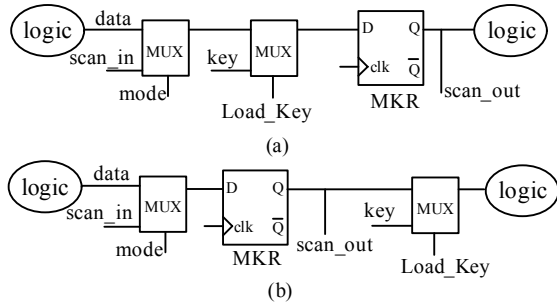 logic data MUX D Q logic
scan_in key clk Q̅
mode Load_Key MKR scan_out
(a)
logic data MUX D Q MUX logic
scan_in clk Q̅ key
mode MKR scan_out Load_Key
(b)